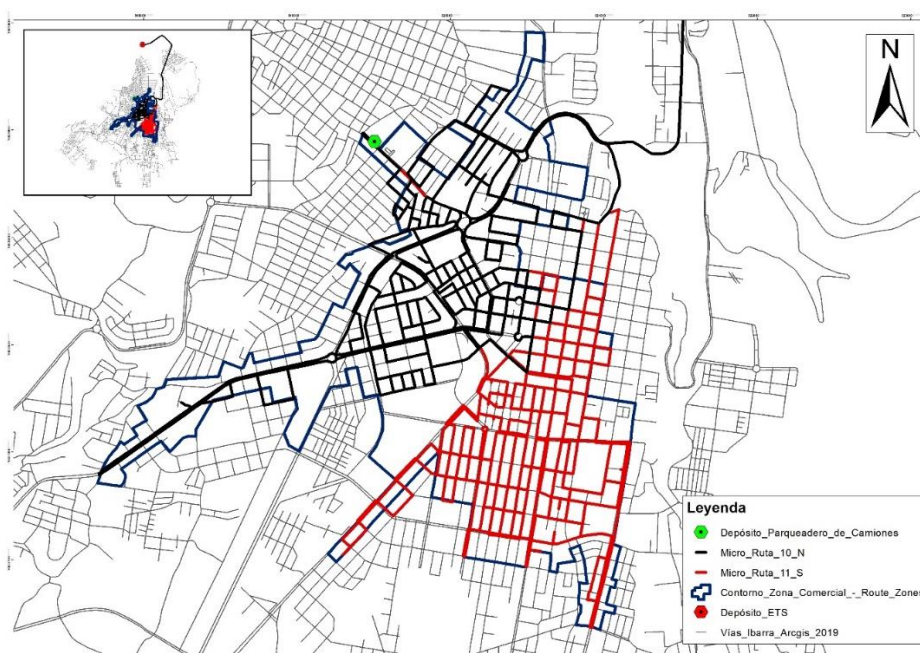 N
Leyenda
Depósito_Parqueadero_de_Camiones
Micro_Ruta_10_N
Micro_Ruta_11_S
Contorno_Zona_Comercial_-_Route_Zones
Depósito_ETS
Vías_Ibarra_Arcgis_2019